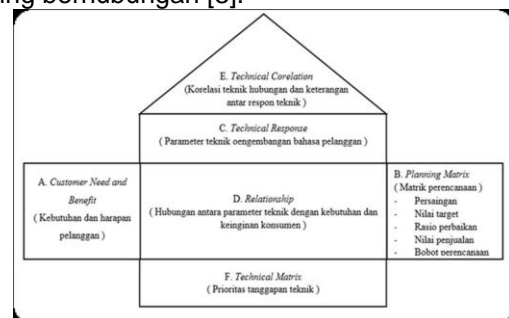 berhubungan [8].
E. Technical Corelation
(Korelasi teknik hubungan dan keterangan
antar respon teknik )
C. Technical Response
( Parameter teknik oengembangan bahasa pelanggan )
A. Customer Need and
Benefit
( Kebutuhan dan harapan
pelanggan )
D. Relationship
( Hubungan antara parameter teknik dengan kebutuhan dan
keinginan konsumen )
B. Planning Matrix
( Matrik perencanaan )
- Persaingan
- Nilai target
- Rasio perbaikan
- Nilai penjualan
- Bobot perencanaan
F. Technical Matrix
( Prioritas tanggapan teknik )